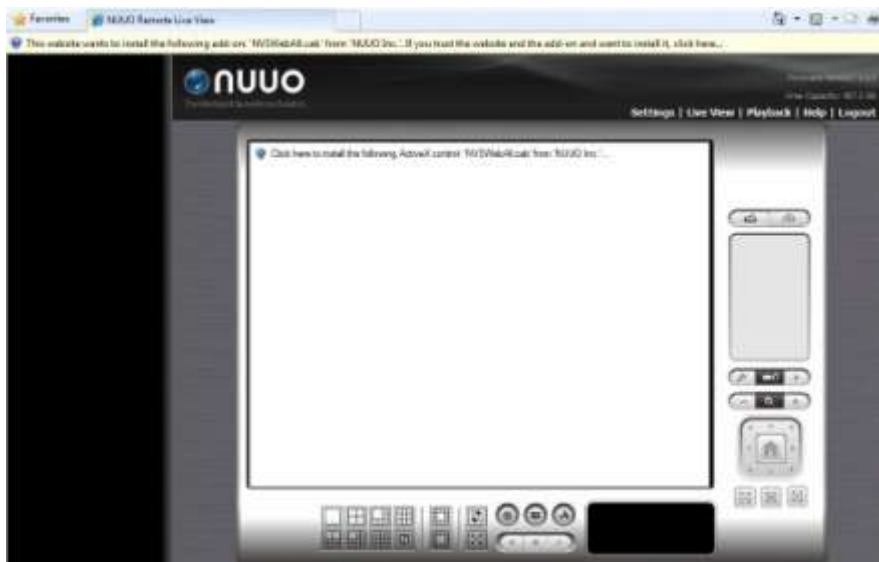 Favorites NUUO Remote Live View
This website wants to install the following add-on: 'NVSWebAll.cab' from 'NUUO Inc.'. If you trust the website and the add-on and want to install it, click here...
nuuo
Settings | Live View | Playback | Help | Logout
Click here to install the following ActiveX control: 'NVSWebAll.cab' from 'NUUO Inc.'...